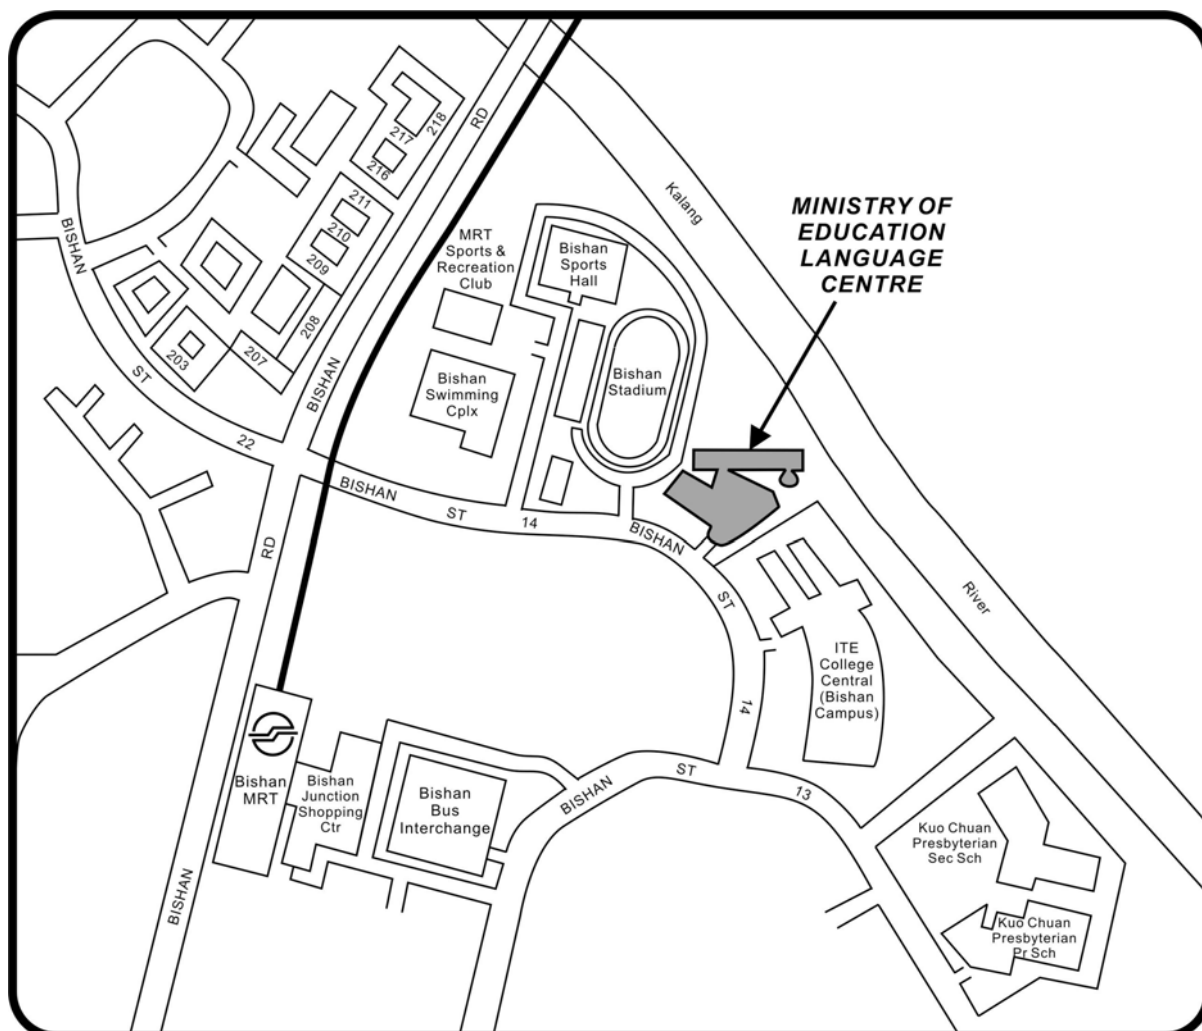 MINISTRY OF
EDUCATION
LANGUAGE
CENTRE
Kalang
River
RD
218
217
216
211
210
209
208
207
203
BISHAN
ST
22
BISHAN
MRT
Sports &
Recreation
Club
Bishan
Sports
Hall
Bishan
Stadium
Bishan
Swimming
Cplx
BISHAN
ST
14
BISHAN
ST
14
RD
BISHAN
ITE
College
Central
(Bishan
Campus)
Bishan
MRT
Bishan
Junction
Shopping
Ctr
Bishan
Bus
Interchange
BISHAN
ST
13
Kuo Chuan
Presbyterian
Sec Sch
Kuo Chuan
Presbyterian
Pr Sch